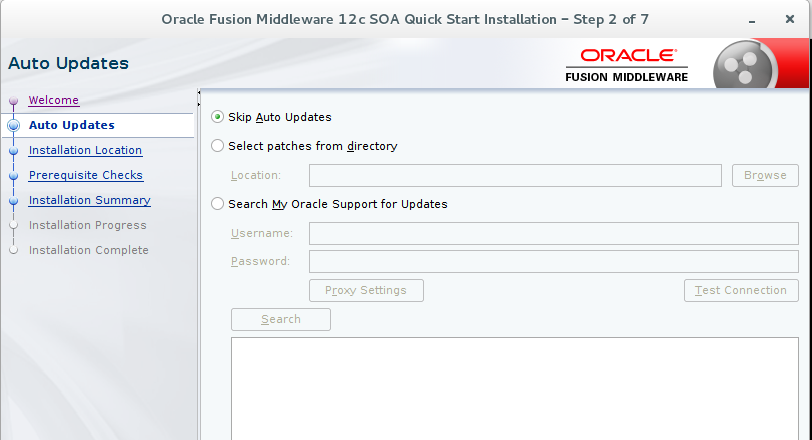 Oracle Fusion Middleware 12c SOA Quick Start Installation – Step 2 of 7
Auto Updates
ORACLE
FUSION MIDDLEWARE
Welcome
Auto Updates
Installation Location
Prerequisite Checks
Installation Summary
Installation Progress
Installation Complete
Skip Auto Updates
Select patches from directory
Location:
Browse
Search My Oracle Support for Updates
Username:
Password:
Proxy Settings
Test Connection
Search